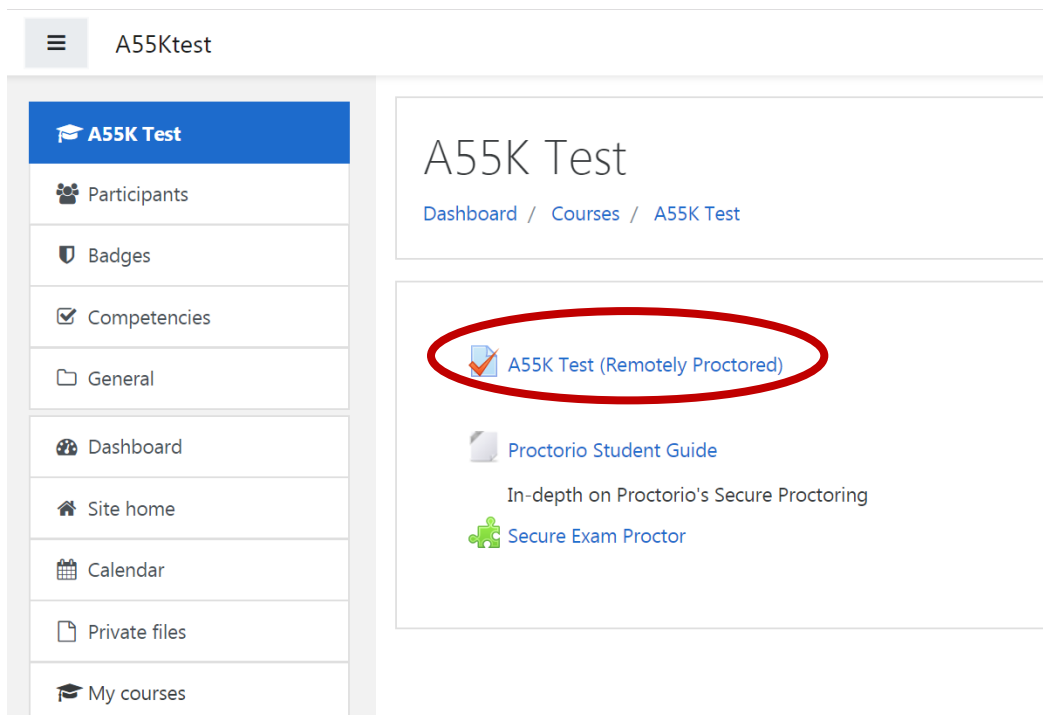 A55Ktest
A55K Test
Participants
Badges
Competencies
General
Dashboard
Site home
Calendar
Private files
My courses
A55K Test
Dashboard / Courses / A55K Test
A55K Test (Remotely Proctored)
Proctorio Student Guide
In-depth on Proctorio's Secure Proctoring
Secure Exam Proctor